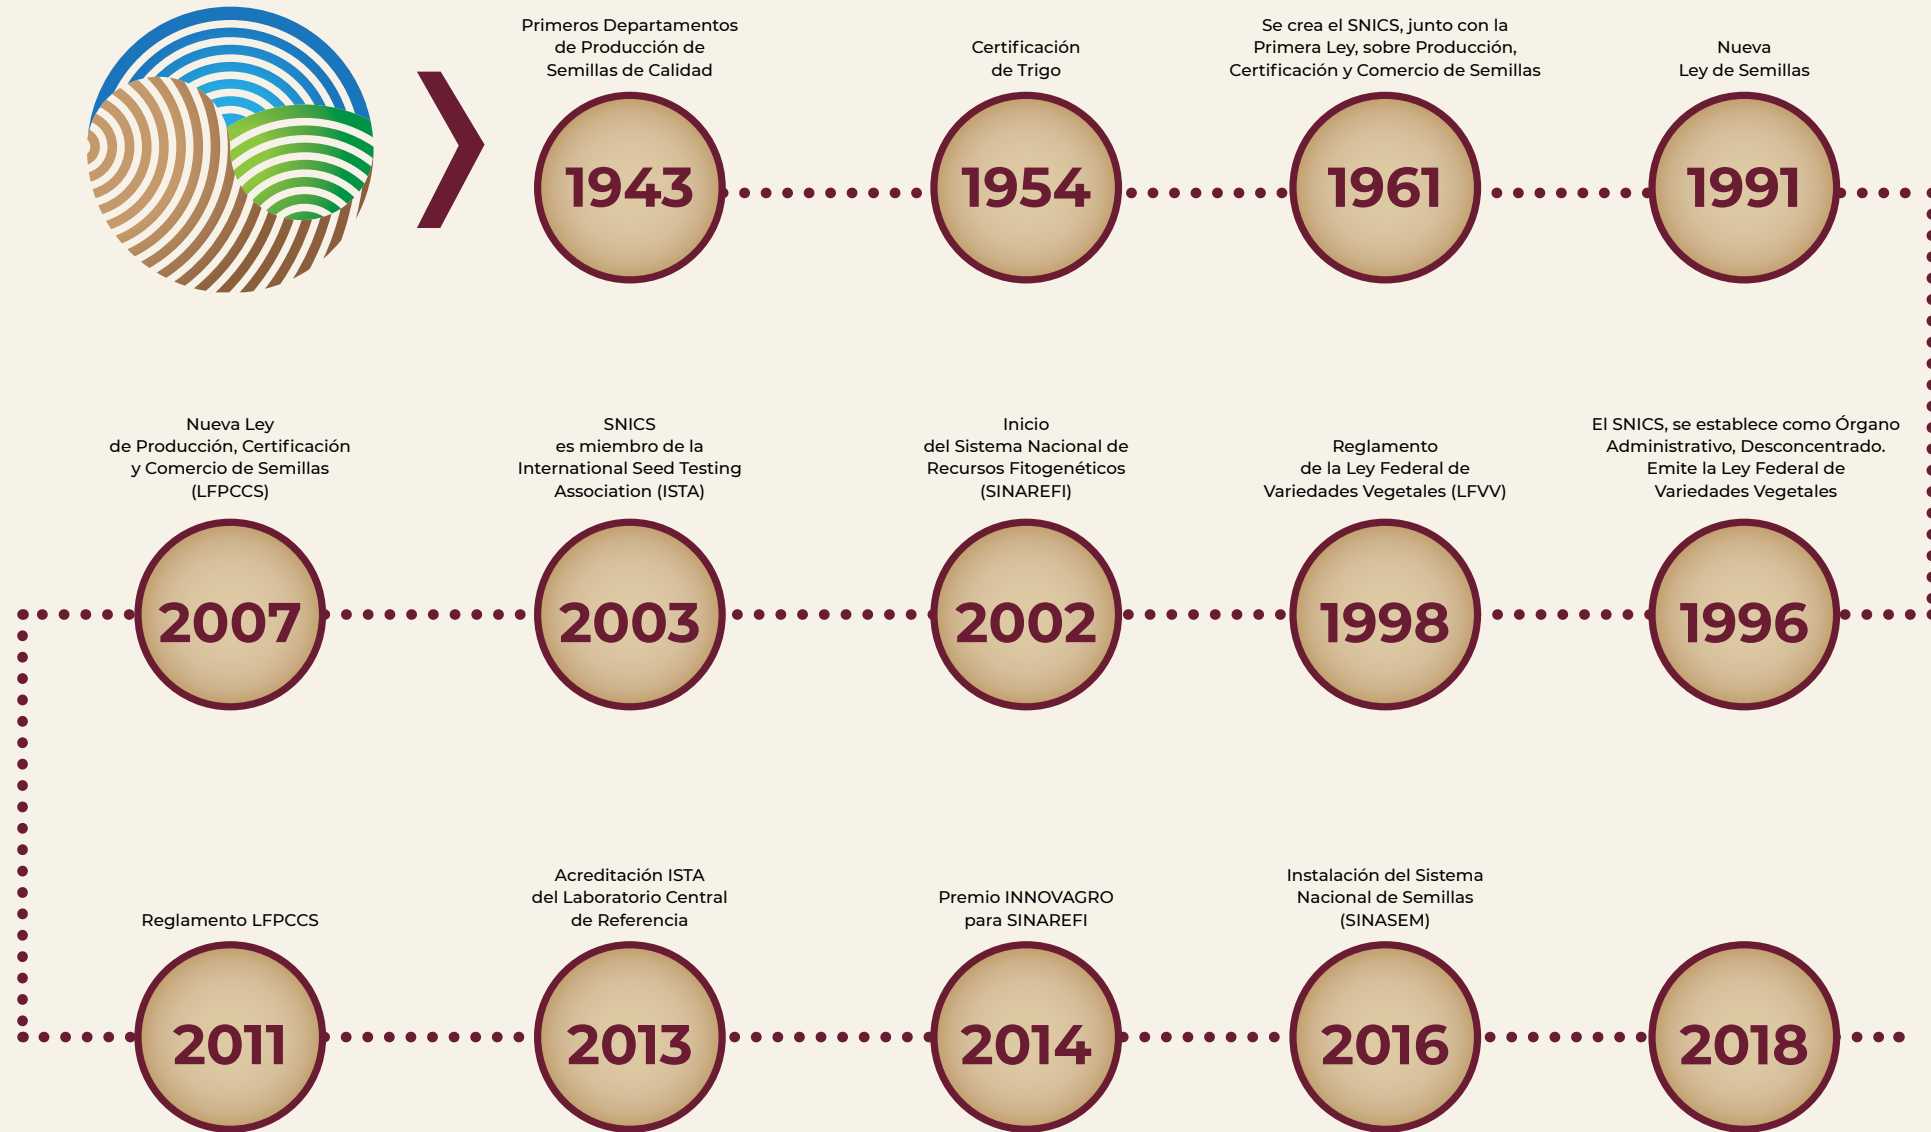 Primeros Departamentos
de Producción de
Semillas de Calidad
1943
Certificación
de Trigo
1954
Se crea el SNICS, junto con la
Primera Ley, sobre Producción,
Certificación y Comercio de Semillas
1961
Nueva
Ley de Semillas
1991
El SNICS, se establece como Órgano
Administrativo, Desconcentrado.
Emite la Ley Federal de
Variedades Vegetales
1996
Reglamento
de la Ley Federal de
Variedades Vegetales (LFVV)
1998
Inicio
del Sistema Nacional de
Recursos Fitogenéticos
(SINAREFI)
2002
SNICS
es miembro de la
International Seed Testing
Association (ISTA)
2003
Nueva Ley
de Producción, Certificación
y Comercio de Semillas
(LFPCCS)
2007
Reglamento LFPCCS
2011
Acreditación ISTA
del Laboratorio Central
de Referencia
2013
Premio INNOVAGRO
para SINAREFI
2014
Instalación del Sistema
Nacional de Semillas
(SINASEM)
2016
2018